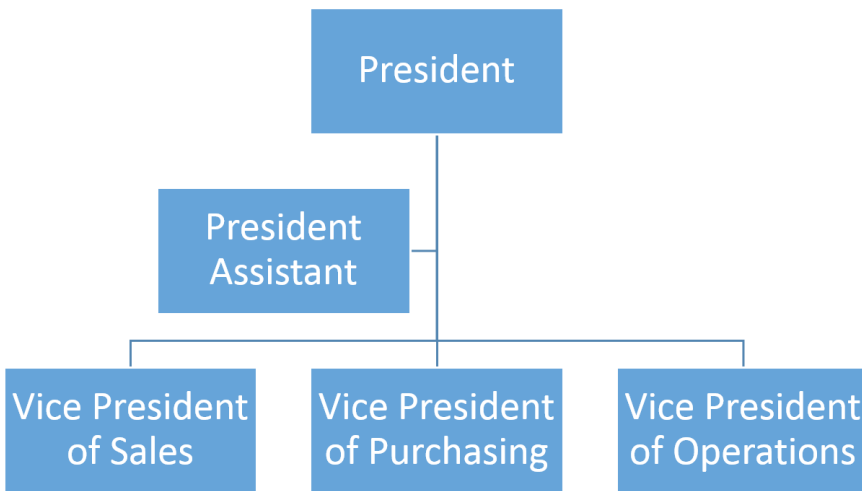 President
President
Assistant
Vice President
of Sales
Vice President
of Purchasing
Vice President
of Operations